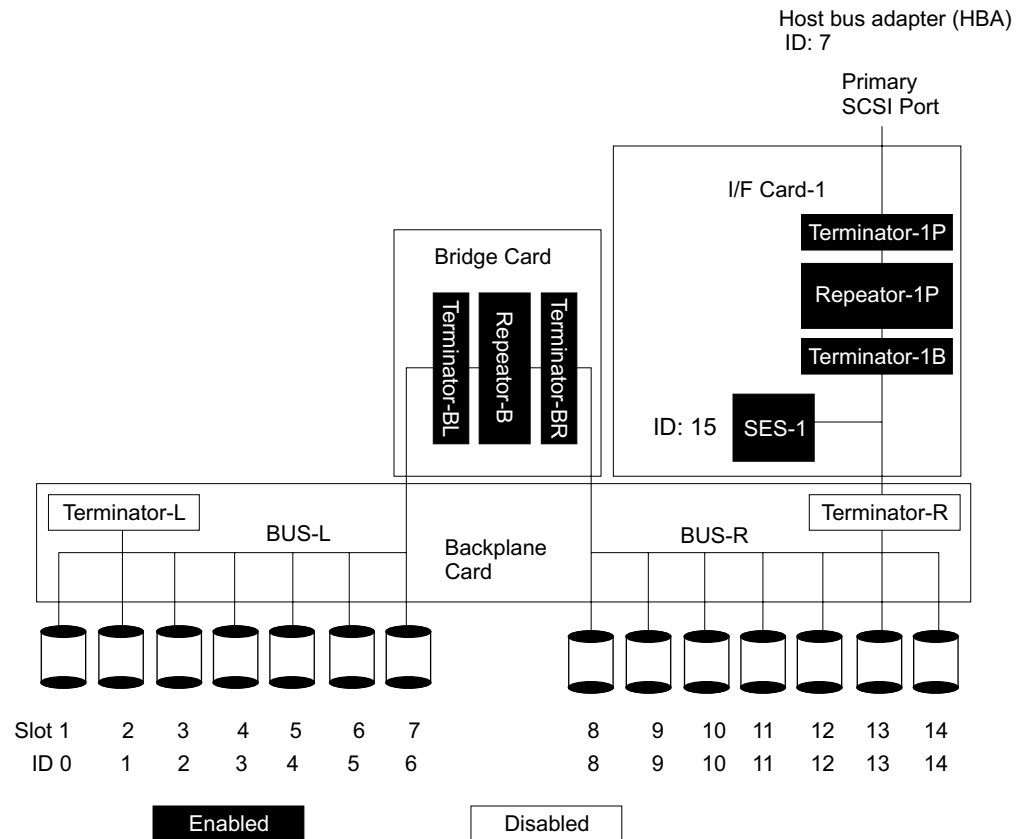 Host bus adapter (HBA)
ID: 7
Primary
SCSI Port
I/F Card-1
Terminator-1P
Bridge Card
Repeator-1P
Terminator-BL
Repeator-B
Terminator-BR
Terminator-1B
ID: 15 SES-1
Terminator-L
Terminator-R
BUS-L
BUS-R
Backplane
Card
Slot 1 2 3 4 5 6 7 8 9 10 11 12 13 14
ID 0 1 2 3 4 5 6 8 9 10 11 12 13 14
Enabled Disabled